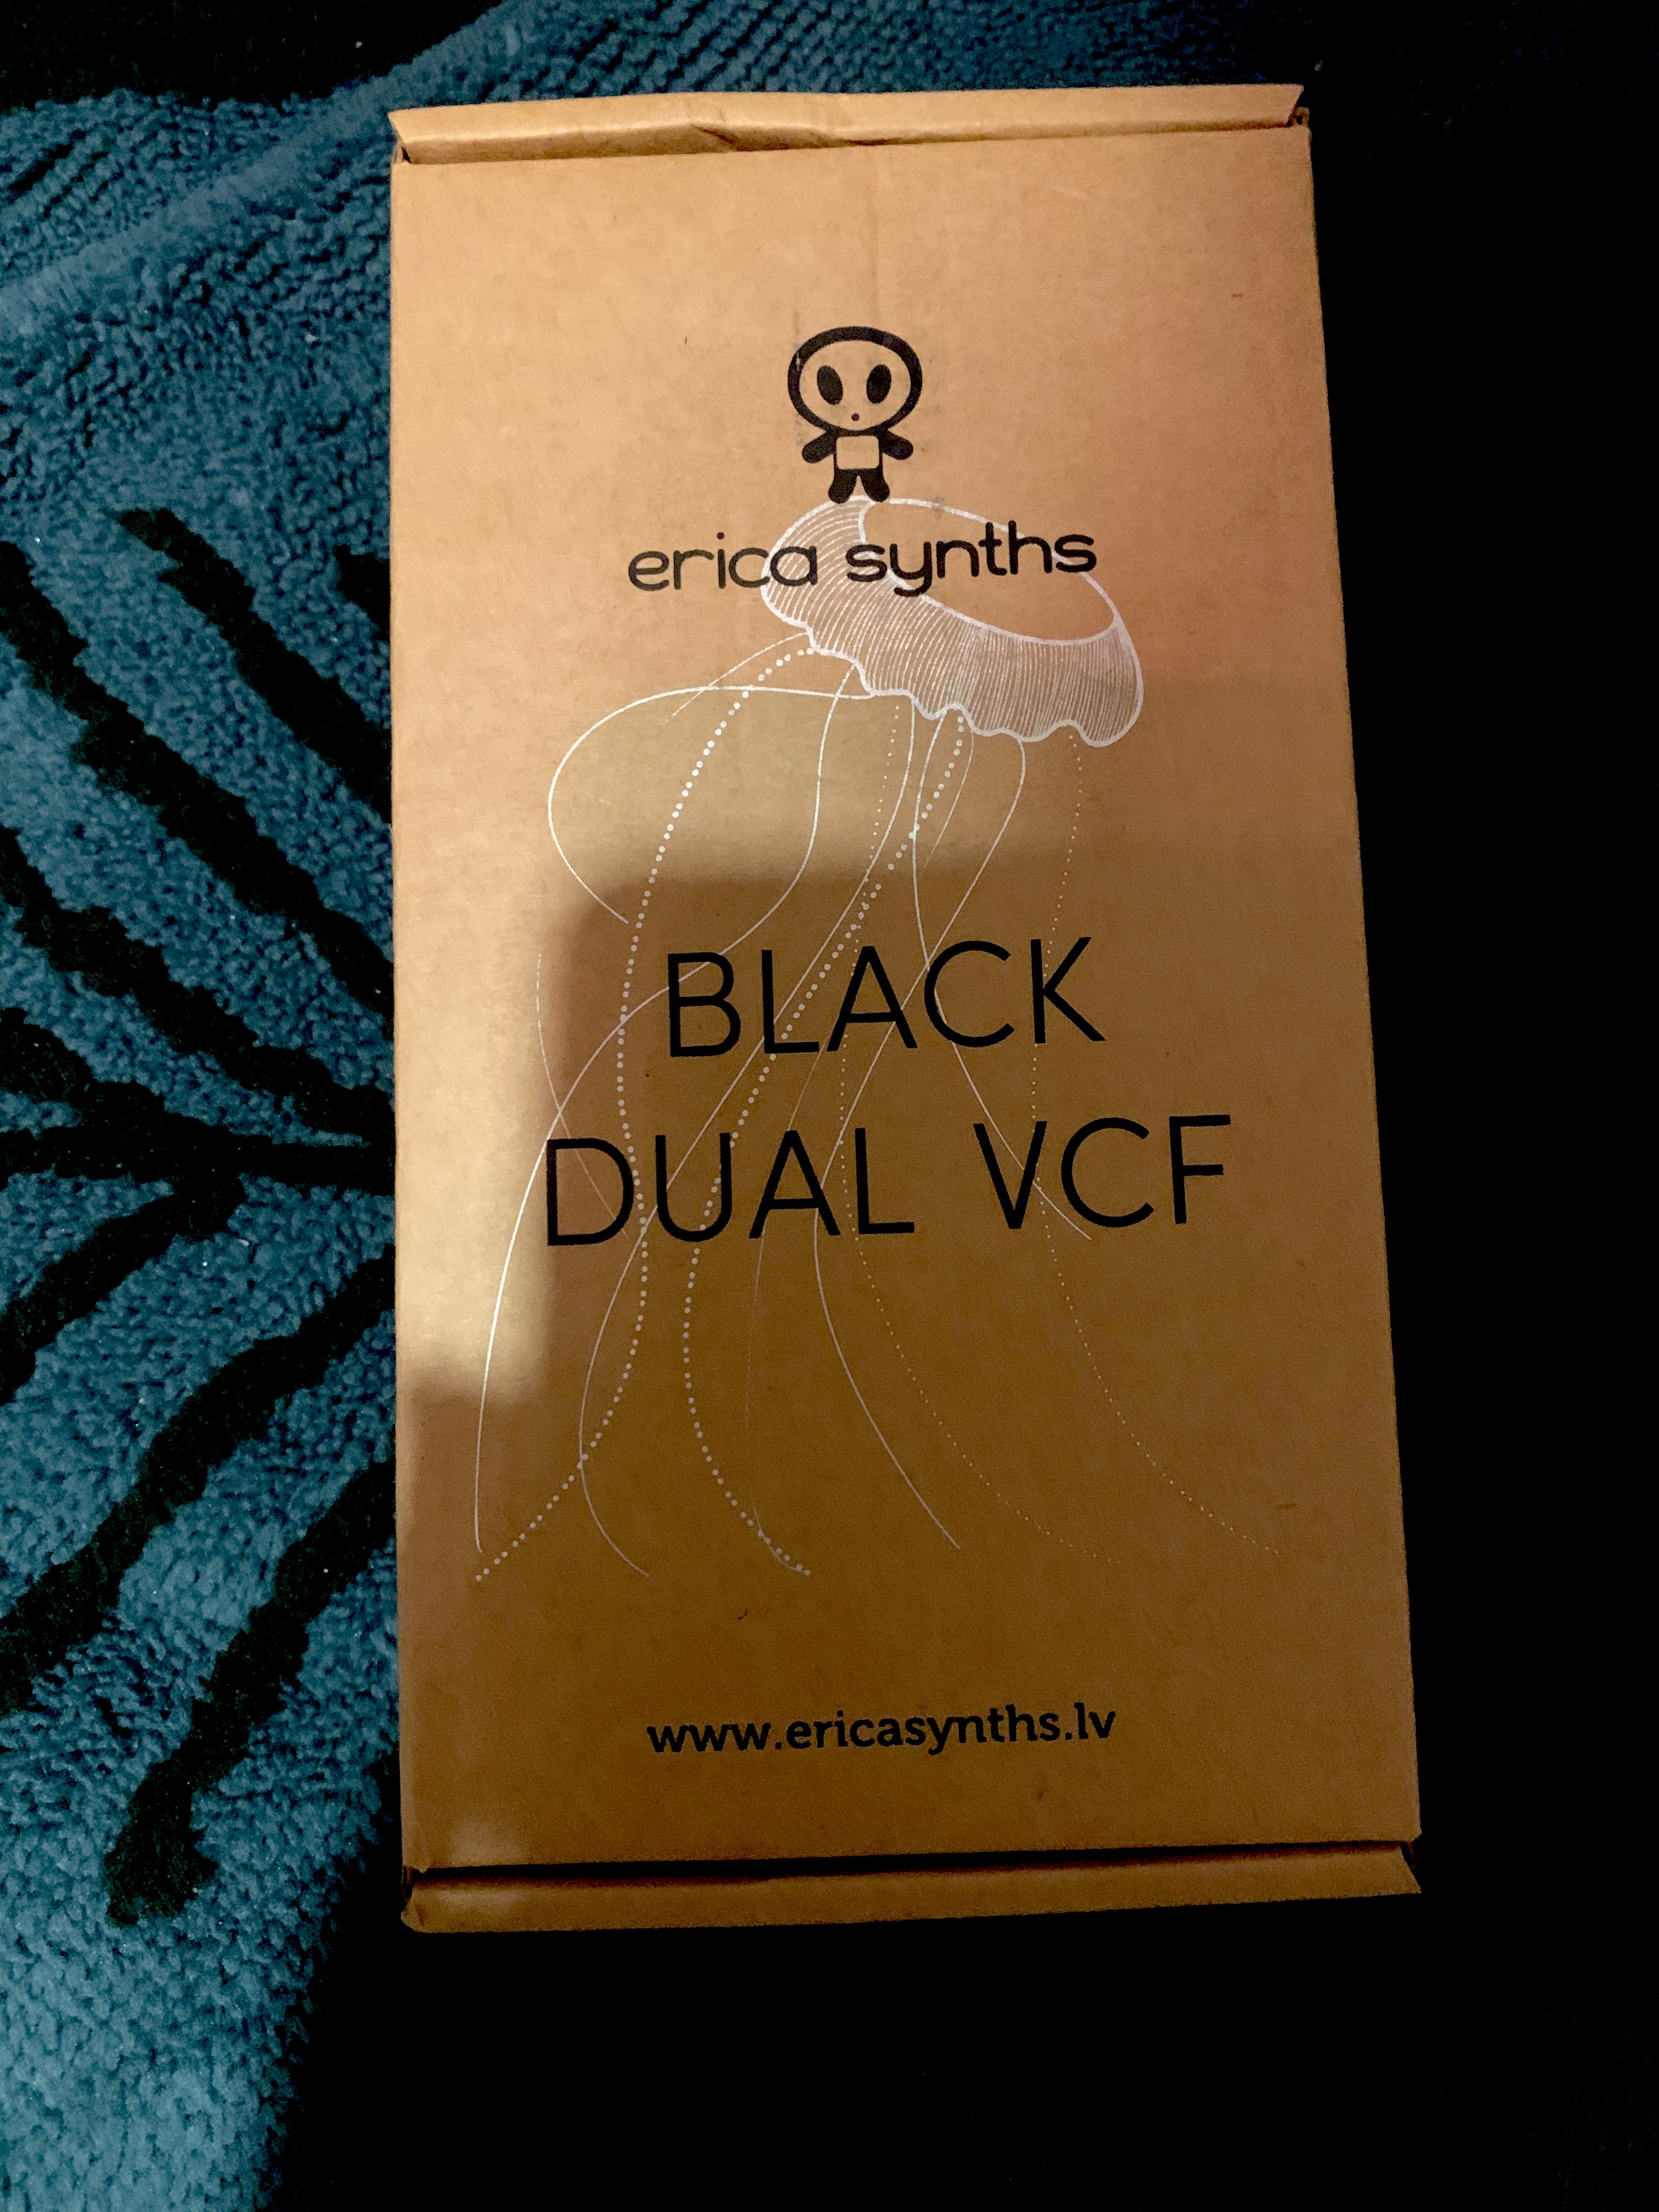 erica synths
BLACK
DUAL VCF
www.ericasynths.lv